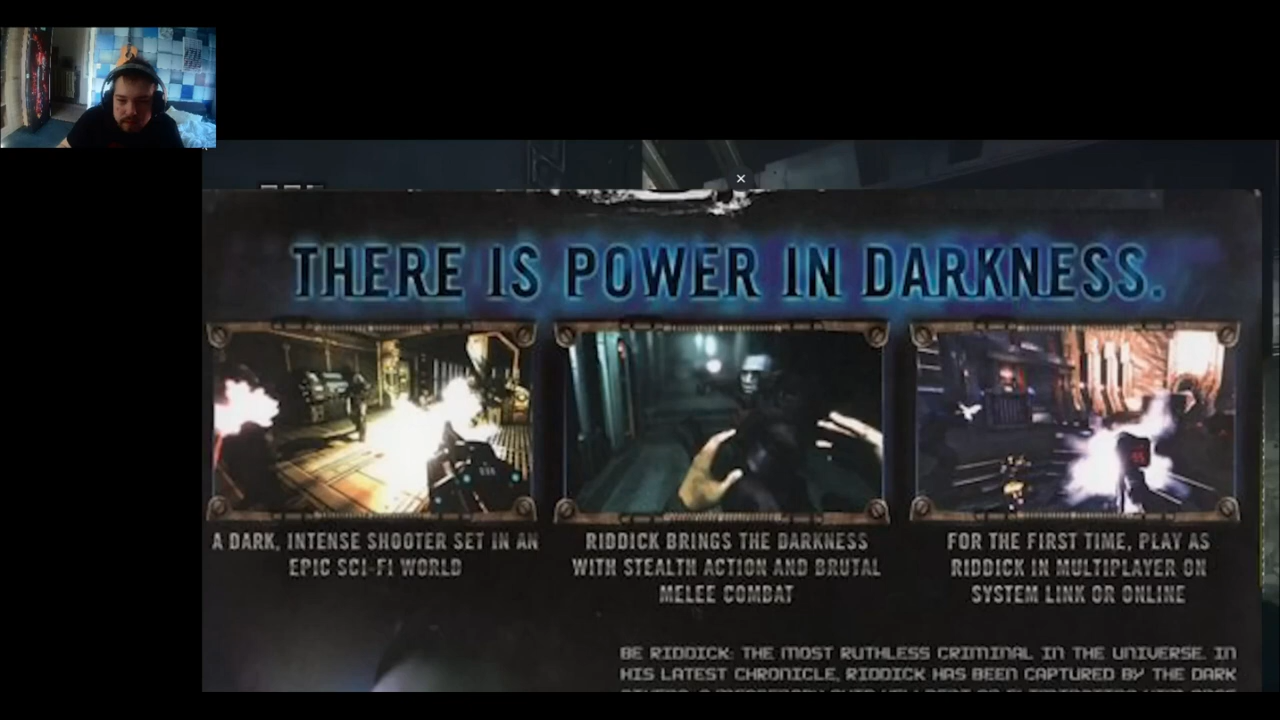 THERE IS POWER IN DARKNESS.
A DARK, INTENSE SHOOTER SET IN AN
EPIC SCI-FI WORLD
RIDDICK BRINGS THE DARKNESS
WITH STEALTH ACTION AND BRUTAL
MELEE COMBAT
FOR THE FIRST TIME, PLAY AS
RIDDICK IN MULTIPLAYER ON
SYSTEM LINK OR ONLINE
BE RIDDICK: THE MOST RUTHLESS CRIMINAL IN THE UNIVERSE. IN
HIS LATEST CHRONICLE, RIDDICK HAS BEEN CAPTURED BY THE DARK